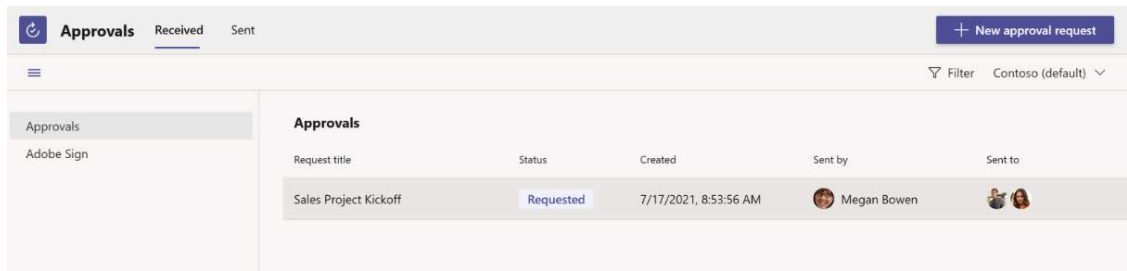 Approvals Received Sent New approval request
Filter Contoso (default)
Approvals
Adobe Sign
Approvals
Request title Status Created Sent by Sent to
Sales Project Kickoff Requested 7/17/2021, 8:53:56 AM Megan Bowen